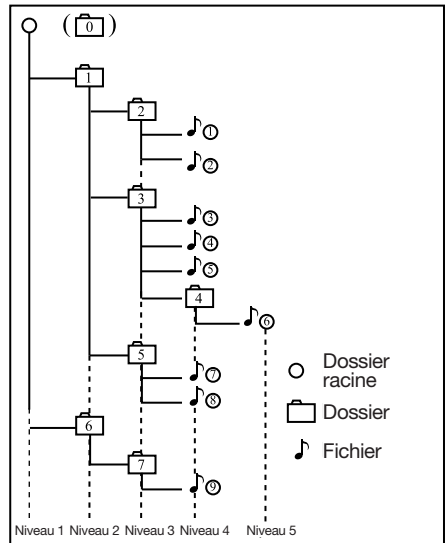 ( 0 )
1
2
①
②
3
③
④
⑤
4
⑥
5
⑦
⑧
6
7
⑨
Dossier
racine
Dossier
Fichier
Niveau 1 Niveau 2 Niveau 3 Niveau 4 Niveau 5